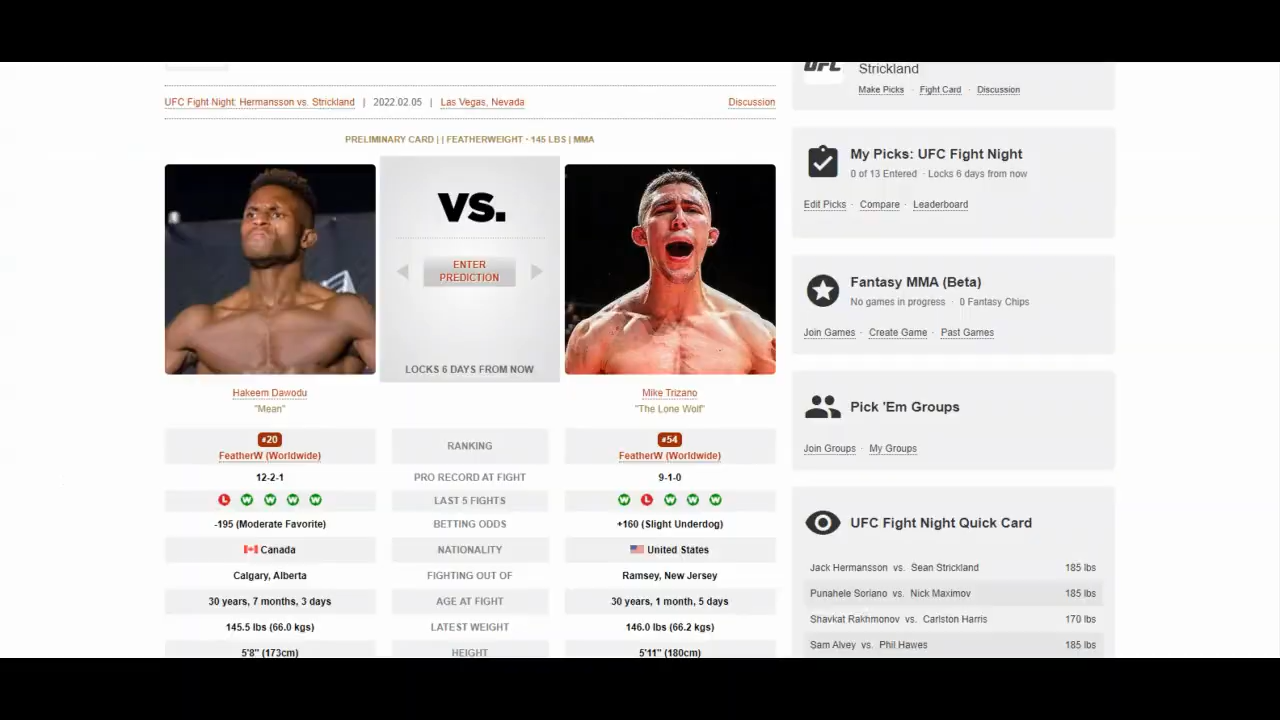 UFC
Strickland
Make Picks · Fight Card · Discussion
UFC Fight Night: Hermansson vs. Strickland | 2022.02.05 | Las Vegas, Nevada
Discussion
PRELIMINARY CARD | | FEATHERWEIGHT · 145 LBS | MMA
VS.
ENTER
PREDICTION
LOCKS 6 DAYS FROM NOW
Hakeem Dawodu
"Mean"
Mike Trizano
"The Lone Wolf"
#20
FeatherW (Worldwide)
RANKING
#54
FeatherW (Worldwide)
12-2-1 PRO RECORD AT FIGHT 9-1-0
L W W W W LAST 5 FIGHTS W L W W W
-195 (Moderate Favorite) BETTING ODDS +160 (Slight Underdog)
Canada NATIONALITY United States
Calgary, Alberta FIGHTING OUT OF Ramsey, New Jersey
30 years, 7 months, 3 days AGE AT FIGHT 30 years, 1 month, 5 days
145.5 lbs (66.0 kgs) LATEST WEIGHT 146.0 lbs (66.2 kgs)
5'8" (173cm) HEIGHT 5'11" (180cm)
My Picks: UFC Fight Night
0 of 13 Entered · Locks 6 days from now
Edit Picks · Compare · Leaderboard
Fantasy MMA (Beta)
No games in progress · 0 Fantasy Chips
Join Games · Create Game · Past Games
Pick 'Em Groups
Join Groups · My Groups
UFC Fight Night Quick Card
Jack Hermansson vs. Sean Strickland 185 lbs
Punahele Soriano vs. Nick Maximov 185 lbs
Shavkat Rakhmonov vs. Carlston Harris 170 lbs
Sam Alvey vs. Phil Hawes 185 lbs